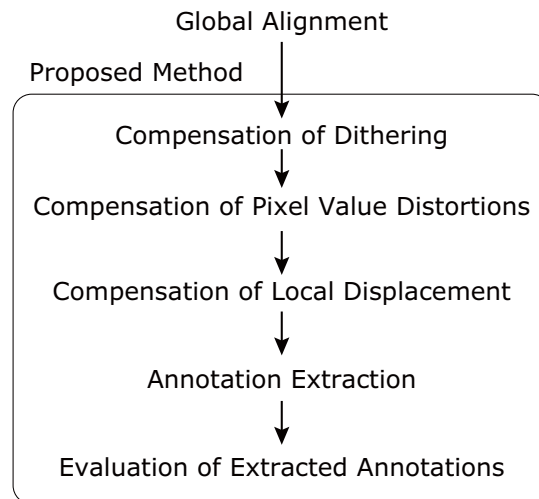 Global Alignment
Proposed Method
Compensation of Dithering
Compensation of Pixel Value Distortions
Compensation of Local Displacement
Annotation Extraction
Evaluation of Extracted Annotations